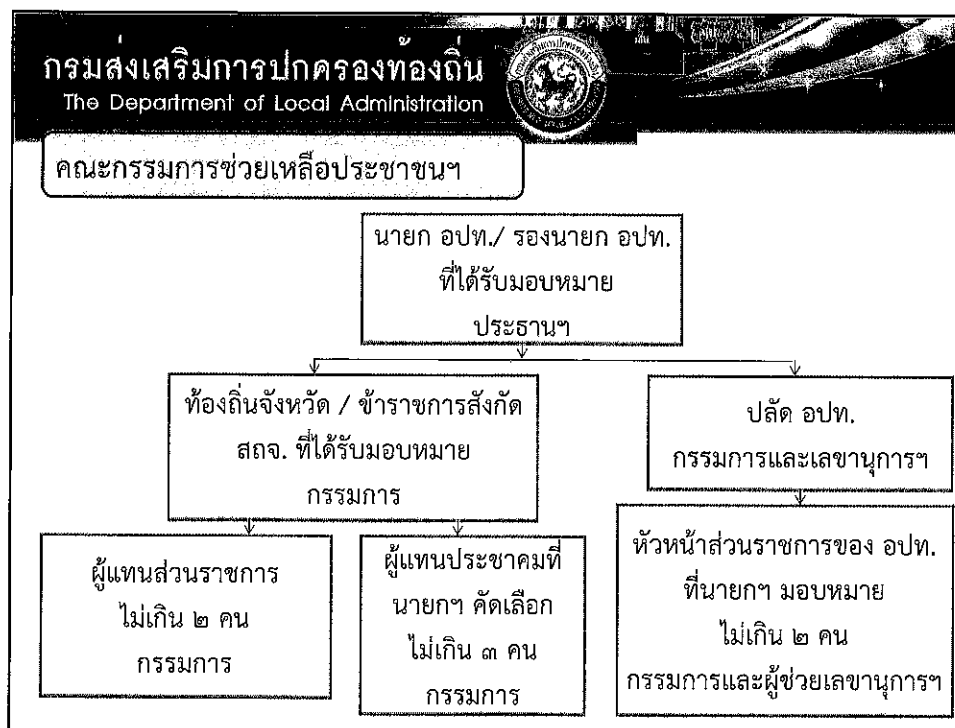 กรมส่งเสริมการปกครองท้องถิ่น
The Department of Local Administration
คณะกรรมการช่วยเหลือประชาชนฯ
นายก อปท./ รองนายก อปท.
ที่ได้รับมอบหมาย
ประธานฯ
ท้องถิ่นจังหวัด / ข้าราชการสังกัด
สถจ. ที่ได้รับมอบหมาย
กรรมการ
ปลัด อปท.
กรรมการและเลขานุการฯ
ผู้แทนส่วนราชการ
ไม่เกิน ๒ คน
กรรมการ
ผู้แทนประชาคมที่
นายกฯ คัดเลือก
ไม่เกิน ๓ คน
กรรมการ
หัวหน้าส่วนราชการของ อปท.
ที่นายกฯ มอบหมาย
ไม่เกิน ๒ คน
กรรมการและผู้ช่วยเลขานุการฯ